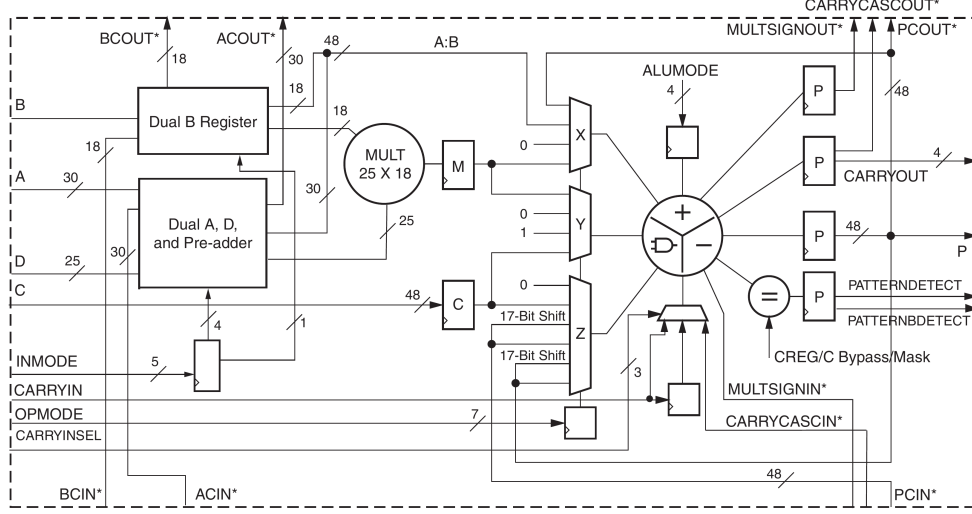 CARRYCASCOUT*
BCOUT*
ACOUT*
MULTSIGNOUT*
PCOUT*
18
30
48
A:B
ALUMODE
4
48
B
Dual B Register
18
18
18
MULT
25 X 18
M
X
0
P
P
4
CARRYOUT
A
30
Dual A, D,
and Pre-adder
30
25
30
Y
0
1
+
−
P
48
P
D
25
C
48
C
0
17-Bit Shift
17-Bit Shift
Z
=
P
PATTERNDETECT
PATTERNBDETECT
CREG/C Bypass/Mask
4
1
INMODE
5
3
CARRYIN
OPMODE
7
CARRYINSEL
MULTSIGNIN*
CARRYCASCIN*
48
BCIN*
ACIN*
PCIN*